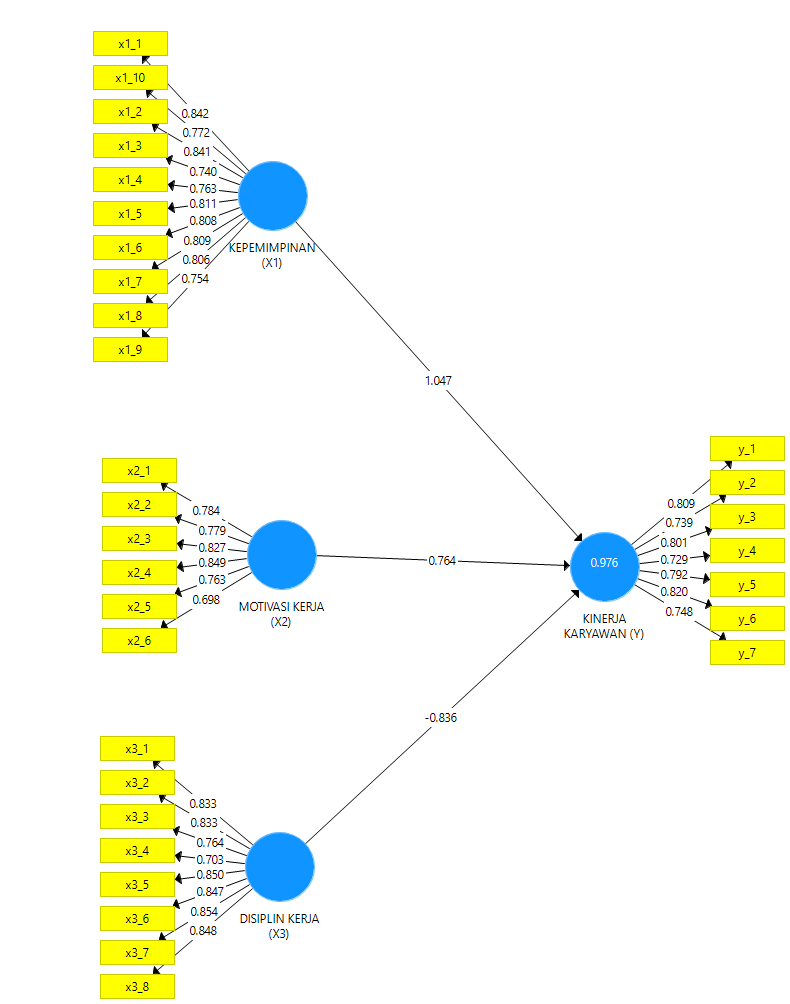 x1_1
x1_10
x1_2
x1_3
x1_4
x1_5
x1_6
x1_7
x1_8
x1_9
0.842
0.772
0.841
0.740
0.763
0.811
0.808
0.809
0.806
0.754
KEPEMIMPINAN
(X1)
1.047
x2_1
x2_2
x2_3
x2_4
x2_5
x2_6
0.784
0.779
0.827
0.849
0.763
0.698
MOTIVASI KERJA
(X2)
0.764
0.976
KINERJA
KARYAWAN (Y)
0.809
0.739
0.801
0.729
0.792
0.820
0.748
y_1
y_2
y_3
y_4
y_5
y_6
y_7
-0.836
x3_1
x3_2
x3_3
x3_4
x3_5
x3_6
x3_7
x3_8
0.833
0.833
0.764
0.703
0.850
0.847
0.854
0.848
DISIPLIN KERJA
(X3)